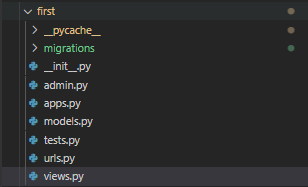 first
__pycache__
migrations
__init__.py
admin.py
apps.py
models.py
tests.py
urls.py
views.py